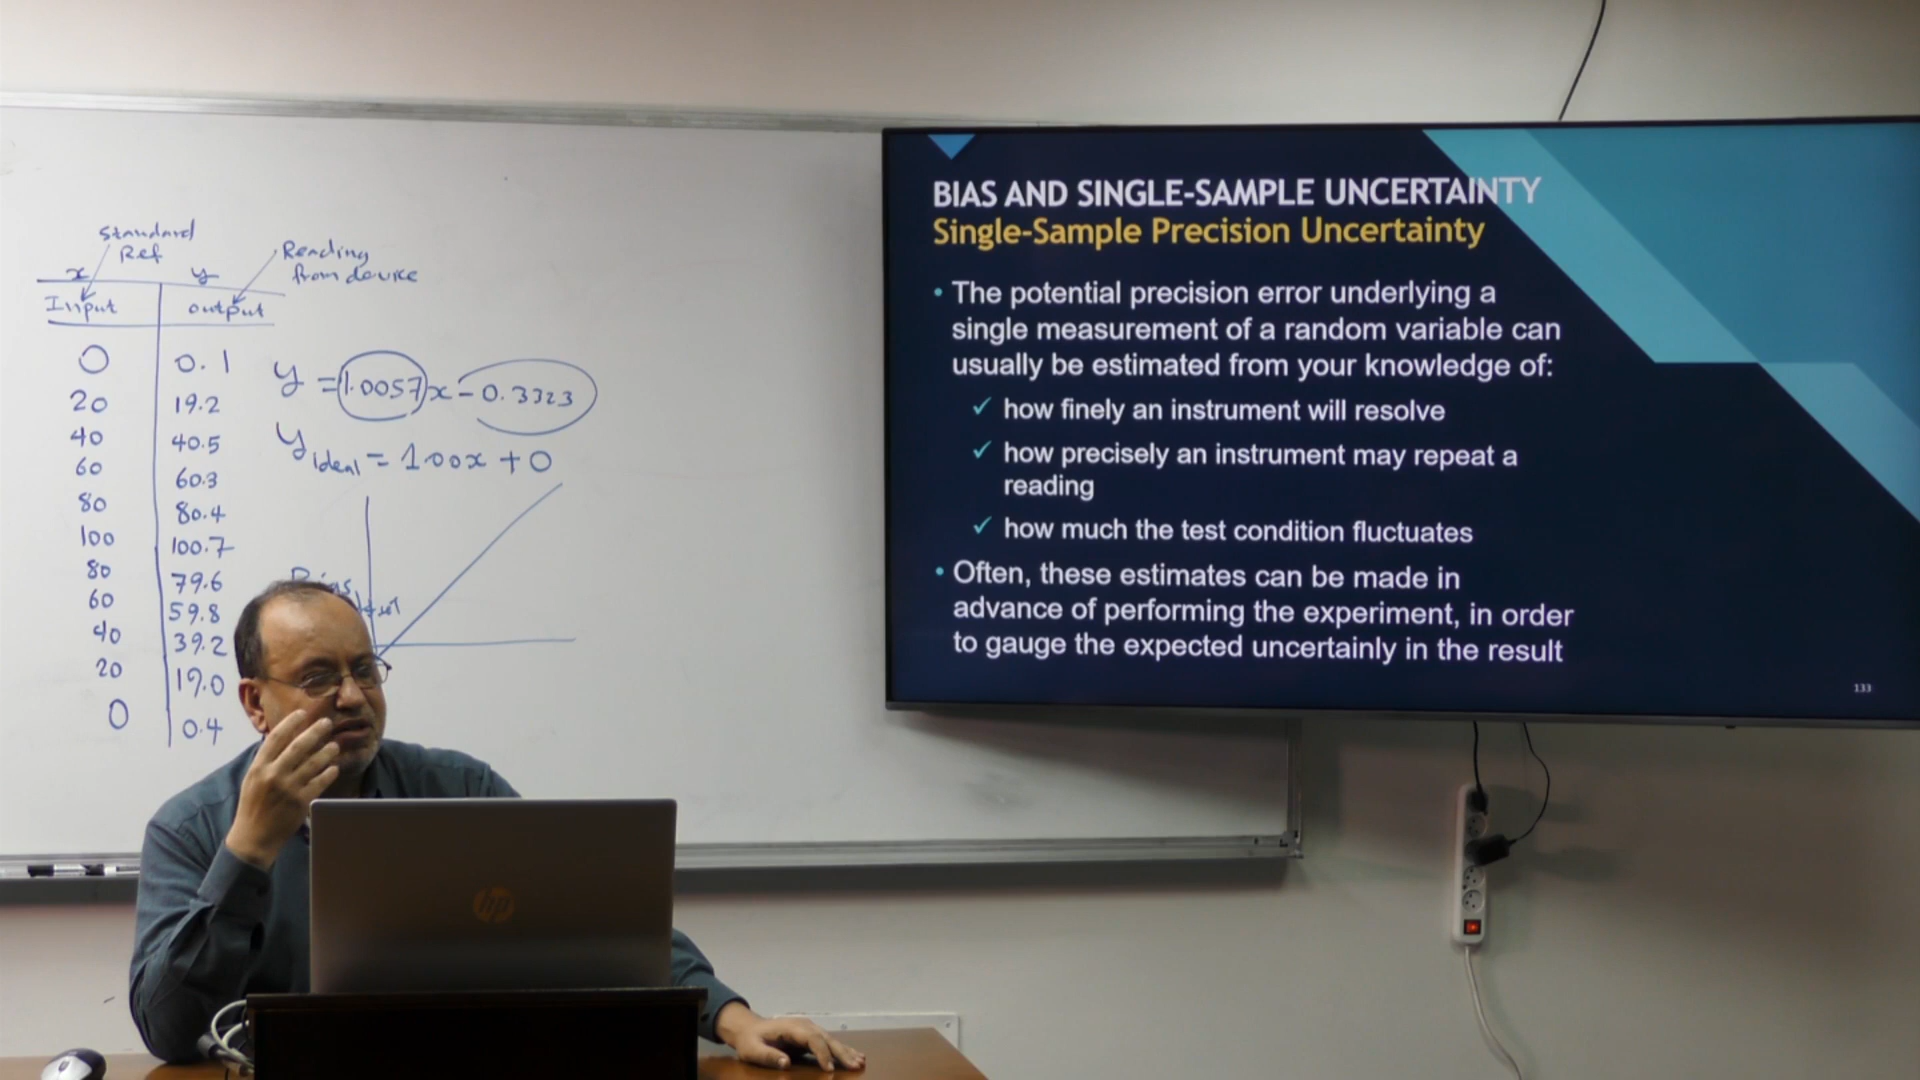 Standard
Ref
Reading
from device
x y
Input output
0 0.1
20 19.2
40 40.5
60 60.3
80 80.4
100 100.7
80 79.6
60 59.8
40 39.2
20 19.0
0 0.4
y = 1.0057x - 0.3323
y ideal = 1.00x + 0
BIAS AND SINGLE-SAMPLE UNCERTAINTY
Single-Sample Precision Uncertainty
• The potential precision error underlying a
single measurement of a random variable can
usually be estimated from your knowledge of:
✓ how finely an instrument will resolve
✓ how precisely an instrument may repeat a
reading
✓ how much the test condition fluctuates
• Often, these estimates can be made in
advance of performing the experiment, in order
to gauge the expected uncertainly in the result
133
hp